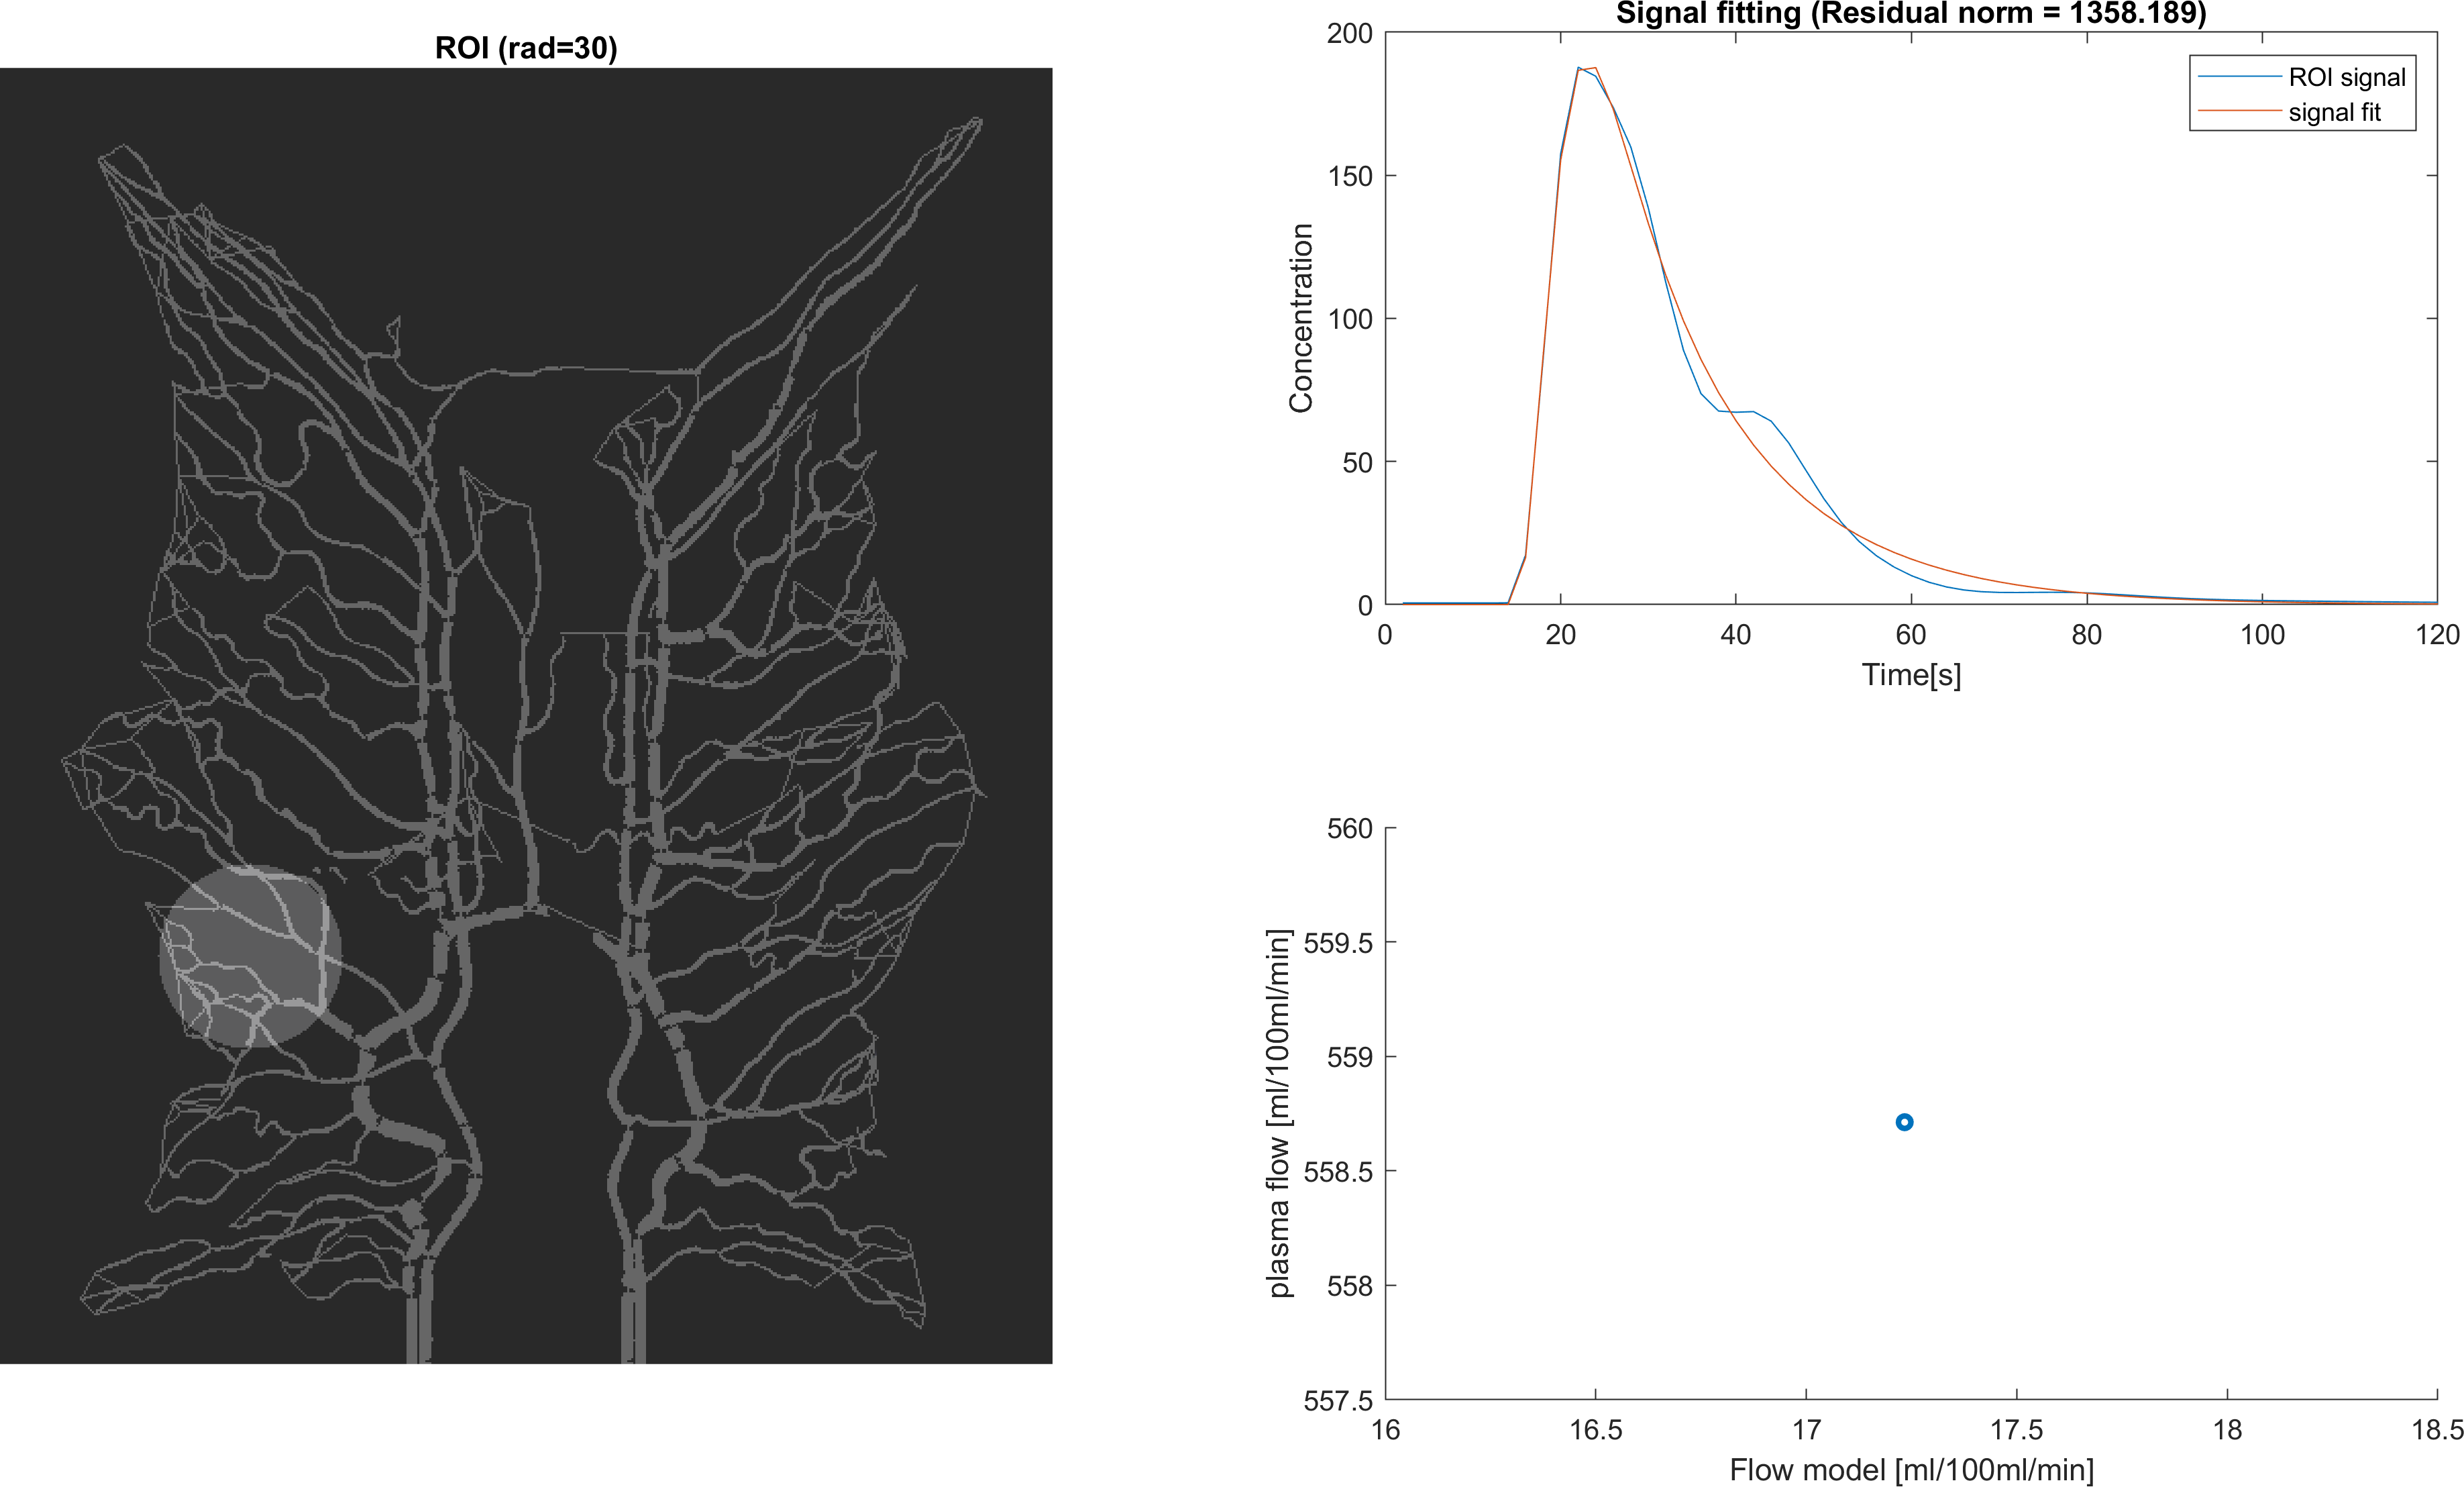 ROI (rad=30)
Signal fitting (Residual norm = 1358.189)
200
150
100
50
0
Concentration
ROI signal
signal fit
0 20 40 60 80 100 120
Time[s]
560
559.5
559
558.5
558
557.5
plasma flow [ml/100ml/min]
16 16.5 17 17.5 18 18.5
Flow model [ml/100ml/min]